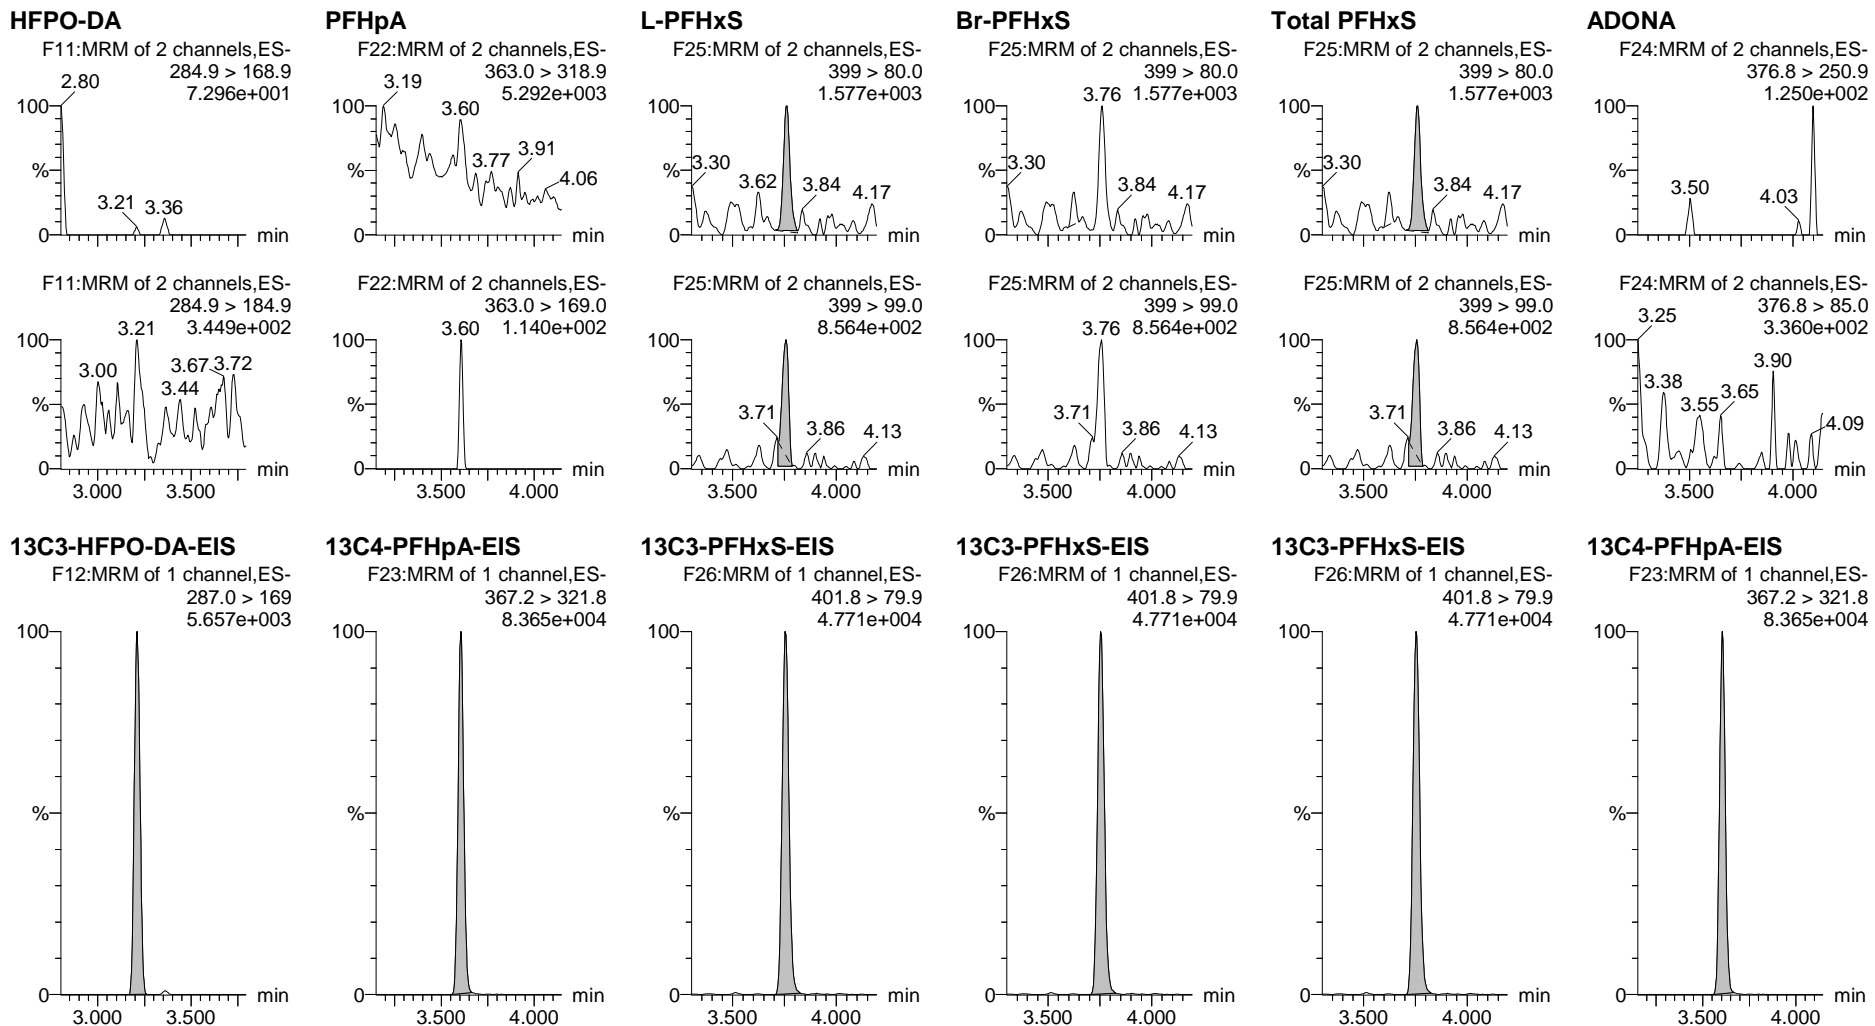 HFPO-DA
F11:MRM of 2 channels,ES-
284.9 > 168.9
7.296e+001
2.80
100
3.21
3.36
%
0
min
F11:MRM of 2 channels,ES-
284.9 > 184.9
3.449e+002
3.21
100
3.00
3.44
3.67
3.72
%
0
min
3.000
3.500
PFHpA
F22:MRM of 2 channels,ES-
363.0 > 318.9
5.292e+003
3.19
100
3.60
3.77
3.91
4.06
%
0
min
F22:MRM of 2 channels,ES-
363.0 > 169.0
1.140e+002
3.60
100
%
0
min
3.500
4.000
L-PFHxS
F25:MRM of 2 channels,ES-
399 > 80.0
1.577e+003
100
3.30
3.62
3.84
4.17
%
0
min
F25:MRM of 2 channels,ES-
399 > 99.0
8.564e+002
100
3.71
3.86
4.13
%
0
min
3.500
4.000
Br-PFHxS
F25:MRM of 2 channels,ES-
399 > 80.0
1.577e+003
3.76
100
3.30
3.84
4.17
%
0
min
F25:MRM of 2 channels,ES-
399 > 99.0
8.564e+002
3.76
100
3.71
3.86
4.13
%
0
min
3.500
4.000
Total PFHxS
F25:MRM of 2 channels,ES-
399 > 80.0
1.577e+003
100
3.30
3.84
4.17
%
0
min
F25:MRM of 2 channels,ES-
399 > 99.0
8.564e+002
100
3.71
3.86
4.13
%
0
min
3.500
4.000
ADONA
F24:MRM of 2 channels,ES-
376.8 > 250.9
1.250e+002
100
3.50
4.03
%
0
min
F24:MRM of 2 channels,ES-
376.8 > 85.0
3.360e+002
3.25
100
3.38
3.55
3.65
3.90
4.09
%
0
min
3.500
4.000
13C3-HFPO-DA-EIS
F12:MRM of 1 channel,ES-
287.0 > 169
5.657e+003
100
%
0
min
3.000
3.500
13C4-PFHpA-EIS
F23:MRM of 1 channel,ES-
367.2 > 321.8
8.365e+004
100
%
0
min
3.500
4.000
13C3-PFHxS-EIS
F26:MRM of 1 channel,ES-
401.8 > 79.9
4.771e+004
100
%
0
min
3.500
4.000
13C3-PFHxS-EIS
F26:MRM of 1 channel,ES-
401.8 > 79.9
4.771e+004
100
%
0
min
3.500
4.000
13C3-PFHxS-EIS
F26:MRM of 1 channel,ES-
401.8 > 79.9
4.771e+004
100
%
0
min
3.500
4.000
13C4-PFHpA-EIS
F23:MRM of 1 channel,ES-
367.2 > 321.8
8.365e+004
100
%
0
min
3.500
4.000